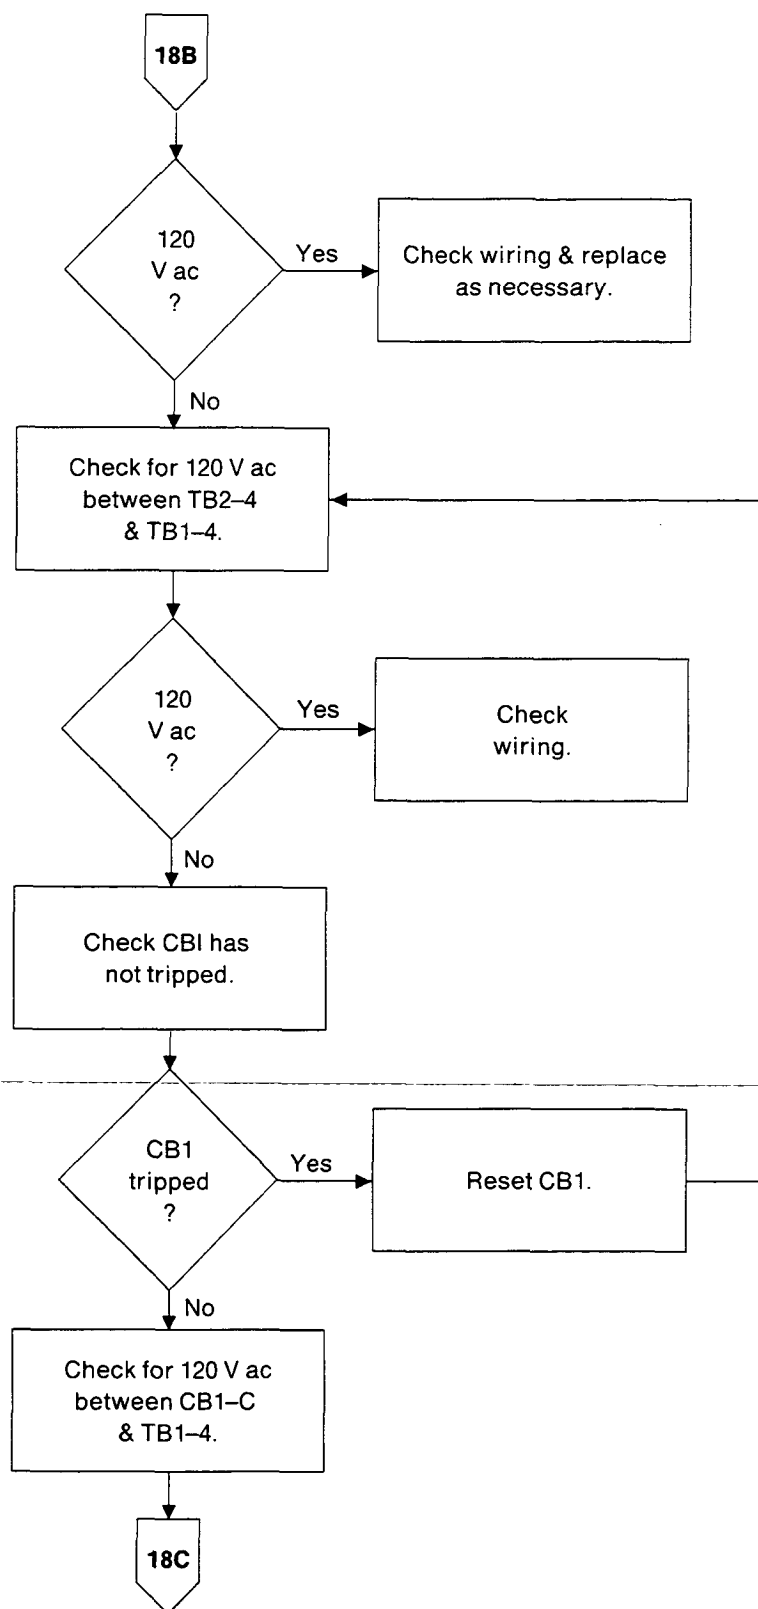 18B
120
V ac
?
Yes
Check wiring & replace
as necessary.
No
Check for 120 V ac
between TB2–4
& TB1–4.
120
V ac
?
Yes
Check
wiring.
No
Check CBI has
not tripped.
CB1
tripped
?
Yes
Reset CB1.
No
Check for 120 V ac
between CB1–C
& TB1–4.
18C